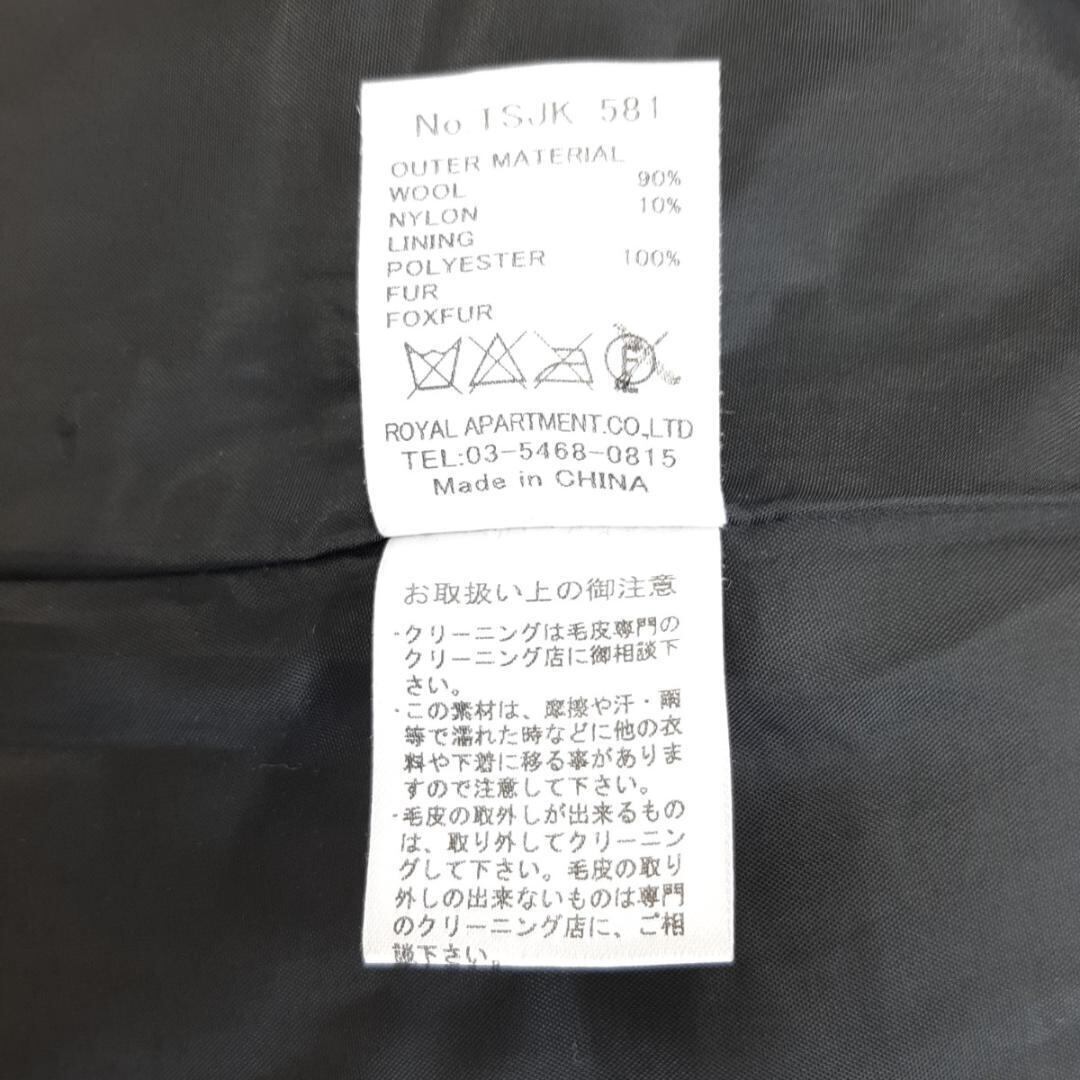 No.ISJK 581
OUTER MATERIAL
WOOL 90%
NYLON 10%
LINING
POLYESTER 100%
FUR
FOXFUR
ROYAL APARTMENT.CO.,LTD
TEL:03-5468-0815
Made in CHINA
お取扱い上の御注意
・クリーニングは毛皮専門の
クリーニング店に御相談下
さい。
・この素材は、摩擦や汗・雨
等で濡れた時などに他の衣
料や下着に移る事がありま
すので注意して下さい。
・毛皮の取外しが出来るもの
は、取り外してクリーニン
グして下さい。毛皮の取り
外しの出来ないものは専門
のクリーニング店に、ご相
談下さい。